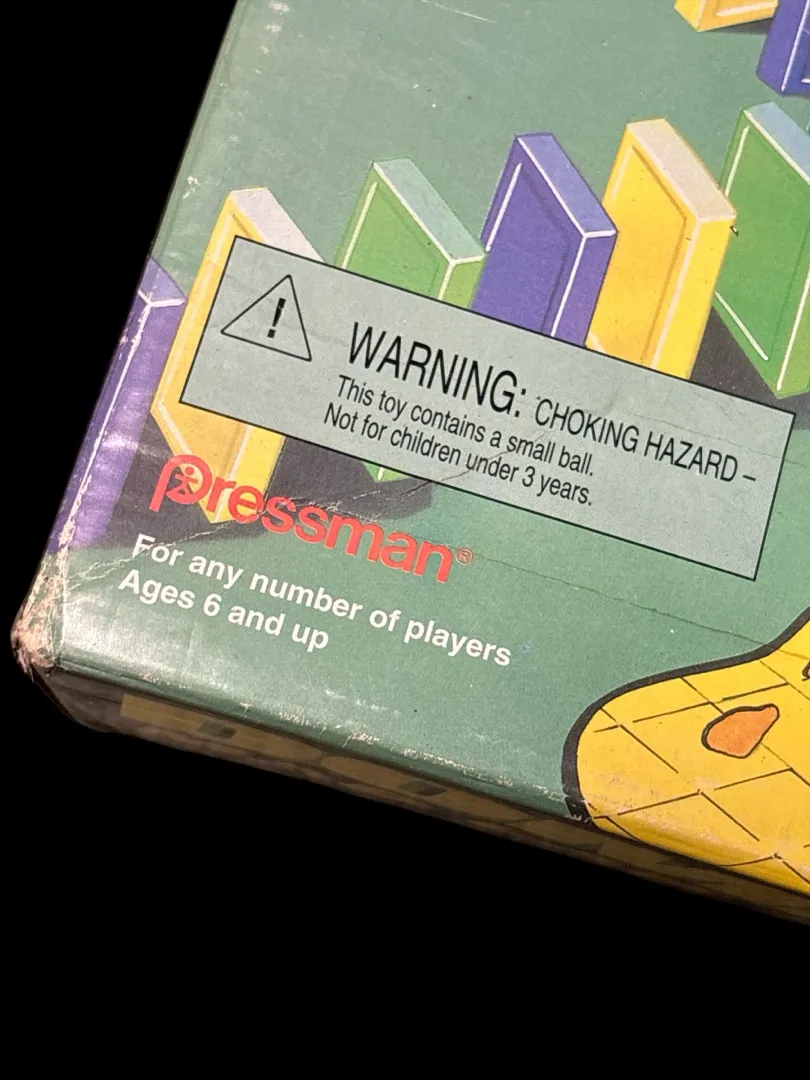 !
WARNING: CHOKING HAZARD –
This toy contains a small ball.
Not for children under 3 years.
Pressman®
For any number of players
Ages 6 and up